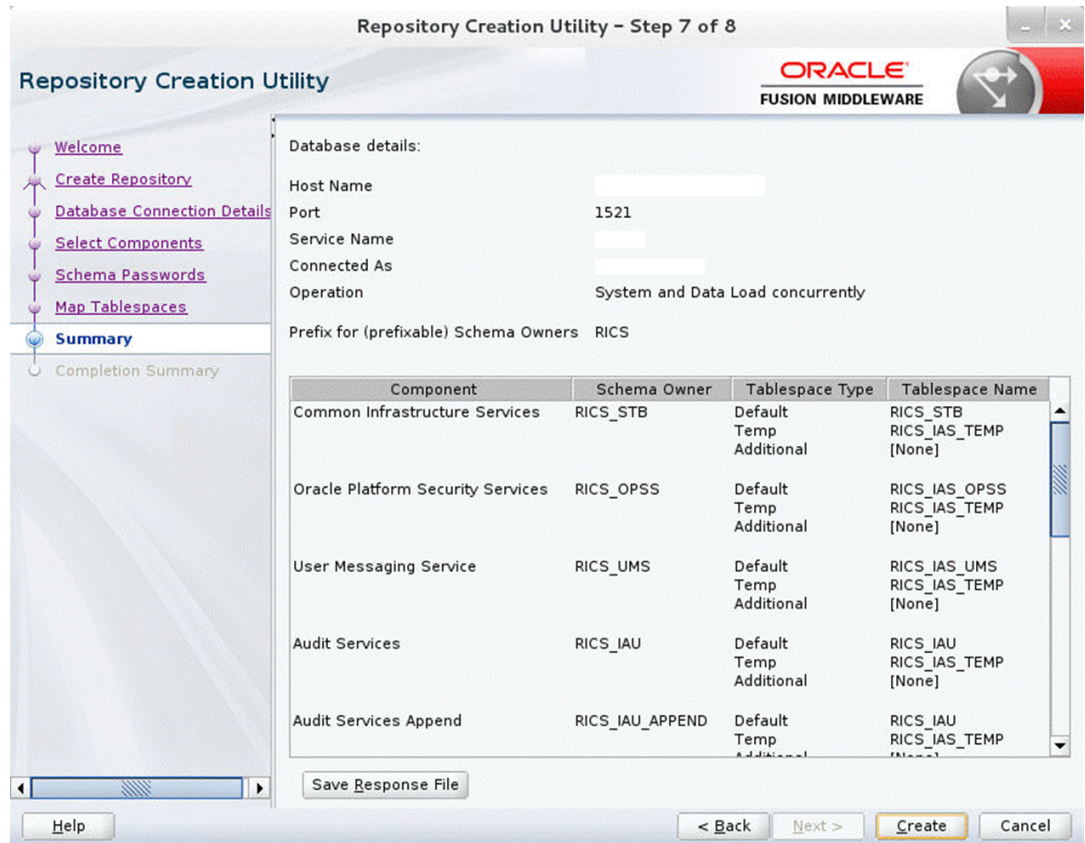 Repository Creation Utility – Step 7 of 8
Repository Creation Utility
ORACLE
FUSION MIDDLEWARE
Welcome
Create Repository
Database Connection Details
Select Components
Schema Passwords
Map Tablespaces
Summary
Completion Summary
Database details:
Host Name
Port 1521
Service Name
Connected As
Operation System and Data Load concurrently
Prefix for (prefixable) Schema Owners RICS
Component Schema Owner Tablespace Type Tablespace Name
Common Infrastructure Services RICS_STB Default RICS_STB
Temp RICS_IAS_TEMP
Additional [None]
Oracle Platform Security Services RICS_OPSS Default RICS_IAS_OPSS
Temp RICS_IAS_TEMP
Additional [None]
User Messaging Service RICS_UMS Default RICS_IAS_UMS
Temp RICS_IAS_TEMP
Additional [None]
Audit Services RICS_IAU Default RICS_IAU
Temp RICS_IAS_TEMP
Additional [None]
Audit Services Append RICS_IAU_APPEND Default RICS_IAU
Temp RICS_IAS_TEMP
Save Response File
Help < Back Next > Create Cancel